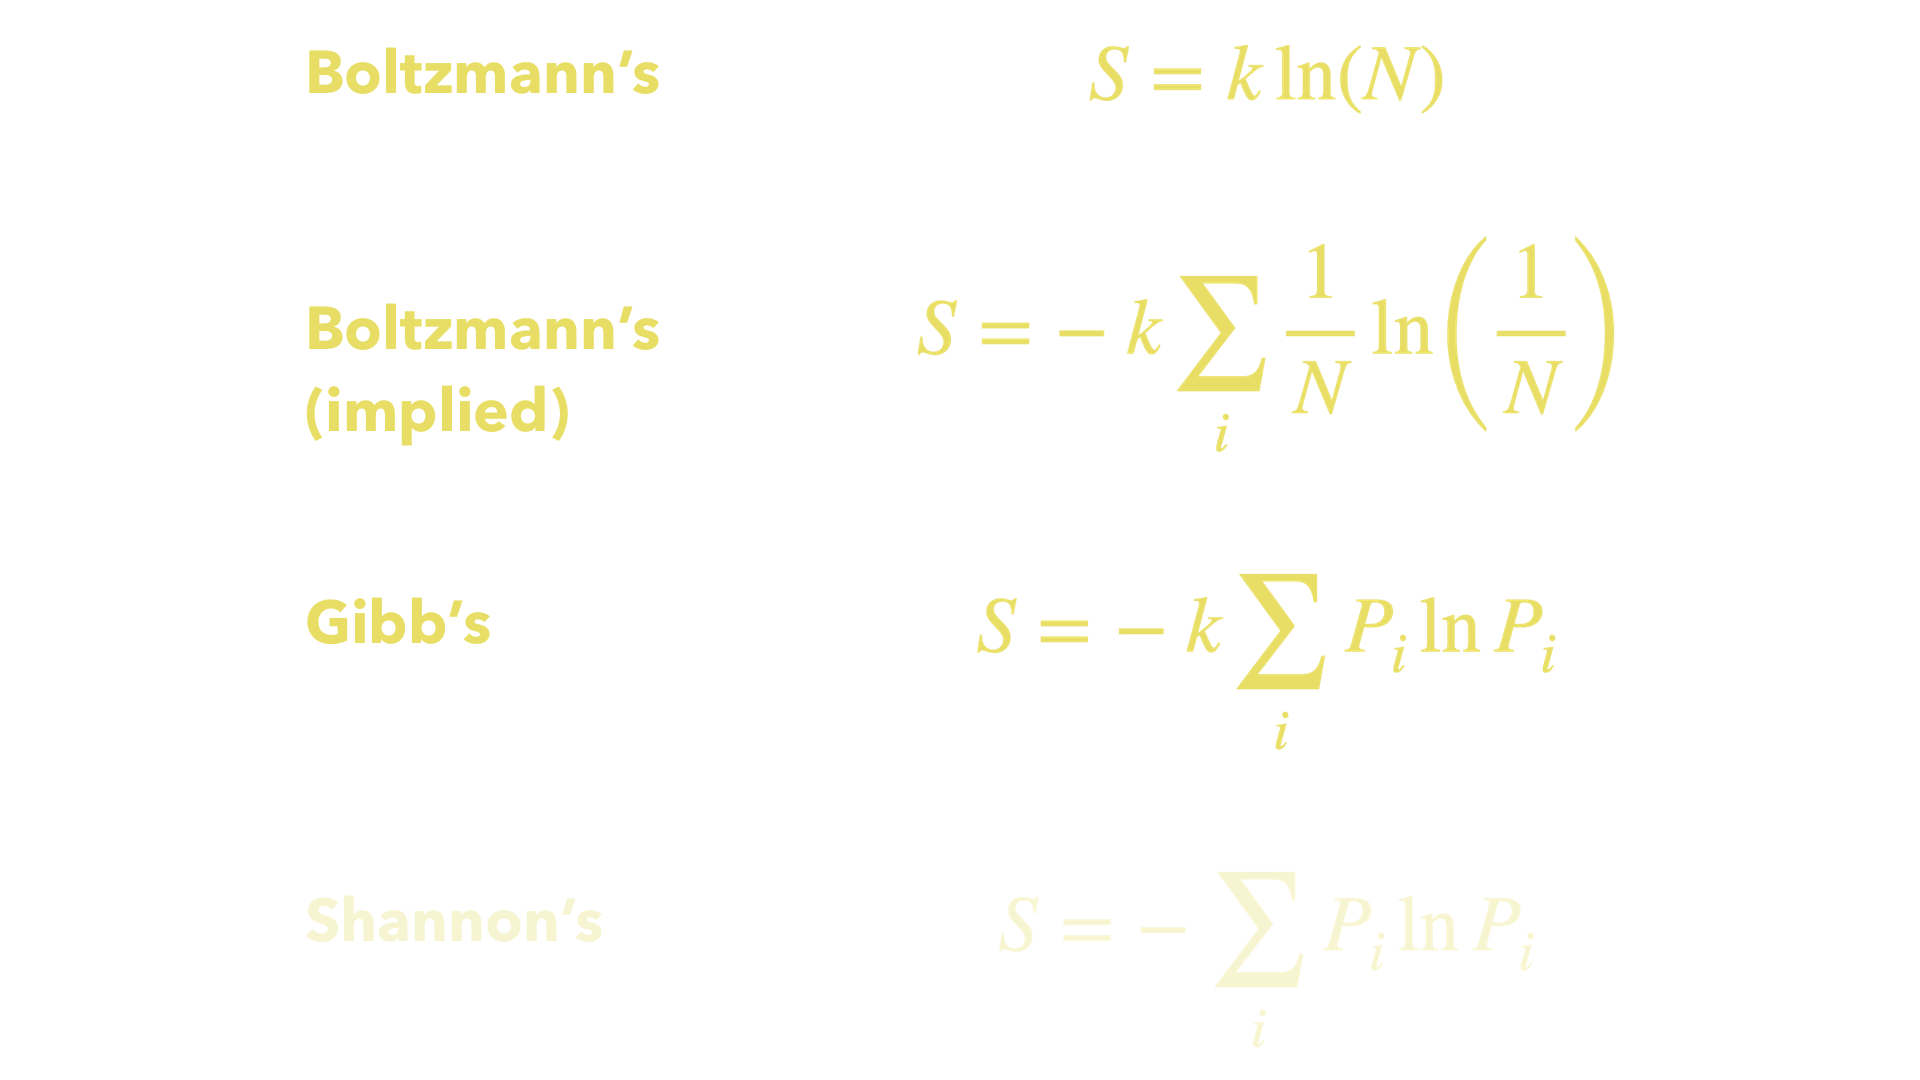 Boltzmann’s S = k ln(N)
Boltzmann’s
(implied) S = − k ∑_i 1/N ln(1/N)
Gibb’s S = − k ∑_i P_i ln P_i
Shannon’s S = − ∑_i P_i ln P_i